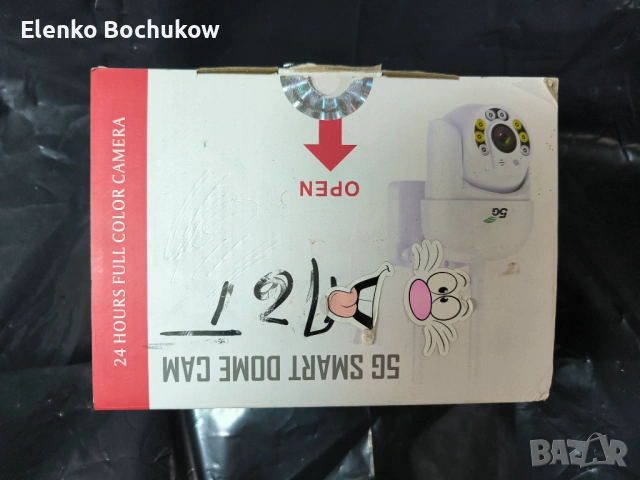 Elenko Bochukow
24 HOURS FULL COLOR CAMERA
OPEN
5G
5G SMART DOME CAM
BAZAR